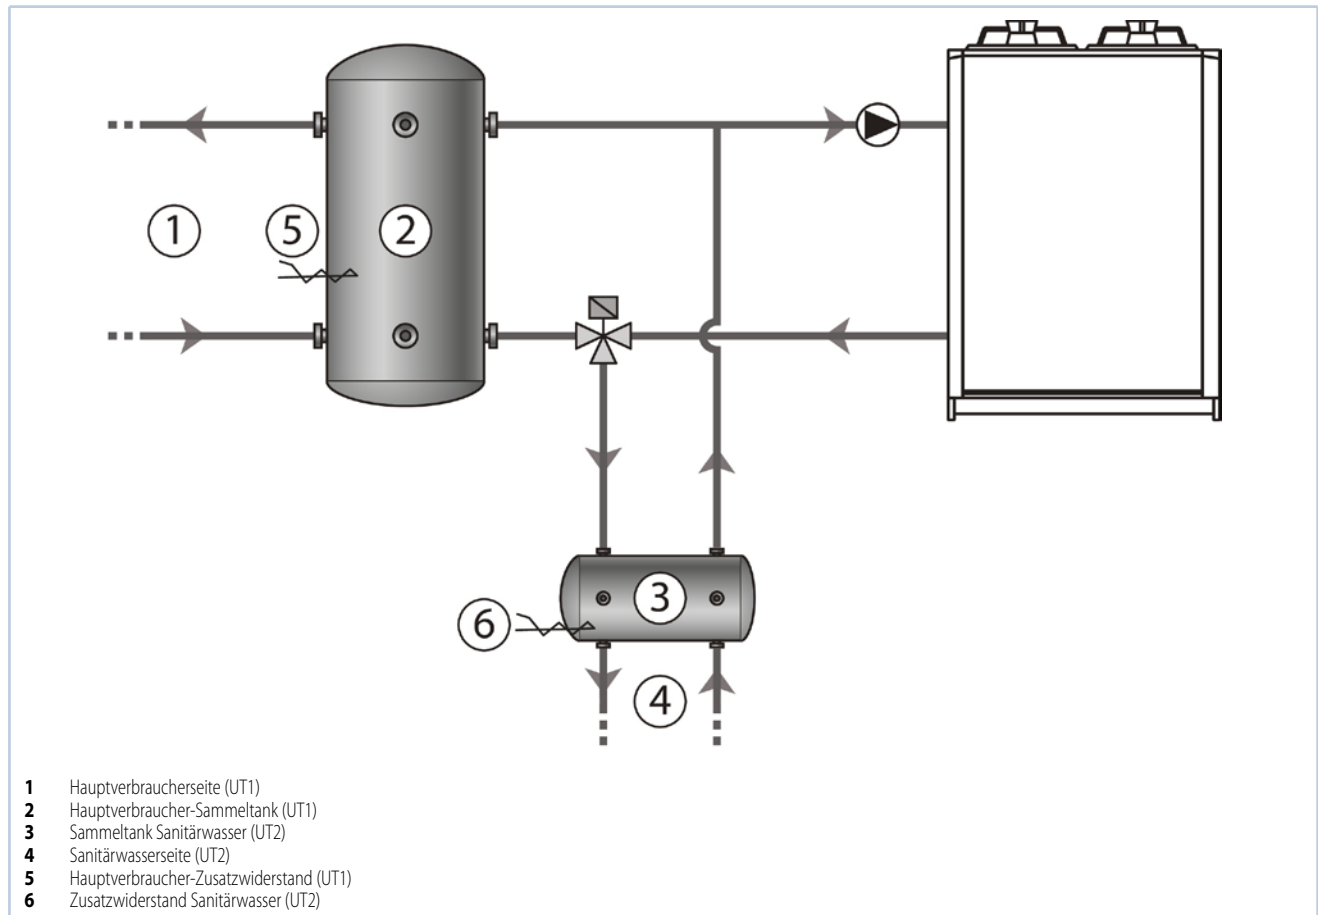 1
5
2
3
6
4
1 Hauptverbraucherseite (UT1)
2 Hauptverbraucher-Sammeltank (UT1)
3 Sammeltank Sanitärwasser (UT2)
4 Sanitärwasserseite (UT2)
5 Hauptverbraucher-Zusatzwiderstand (UT1)
6 Zusatzwiderstand Sanitärwasser (UT2)